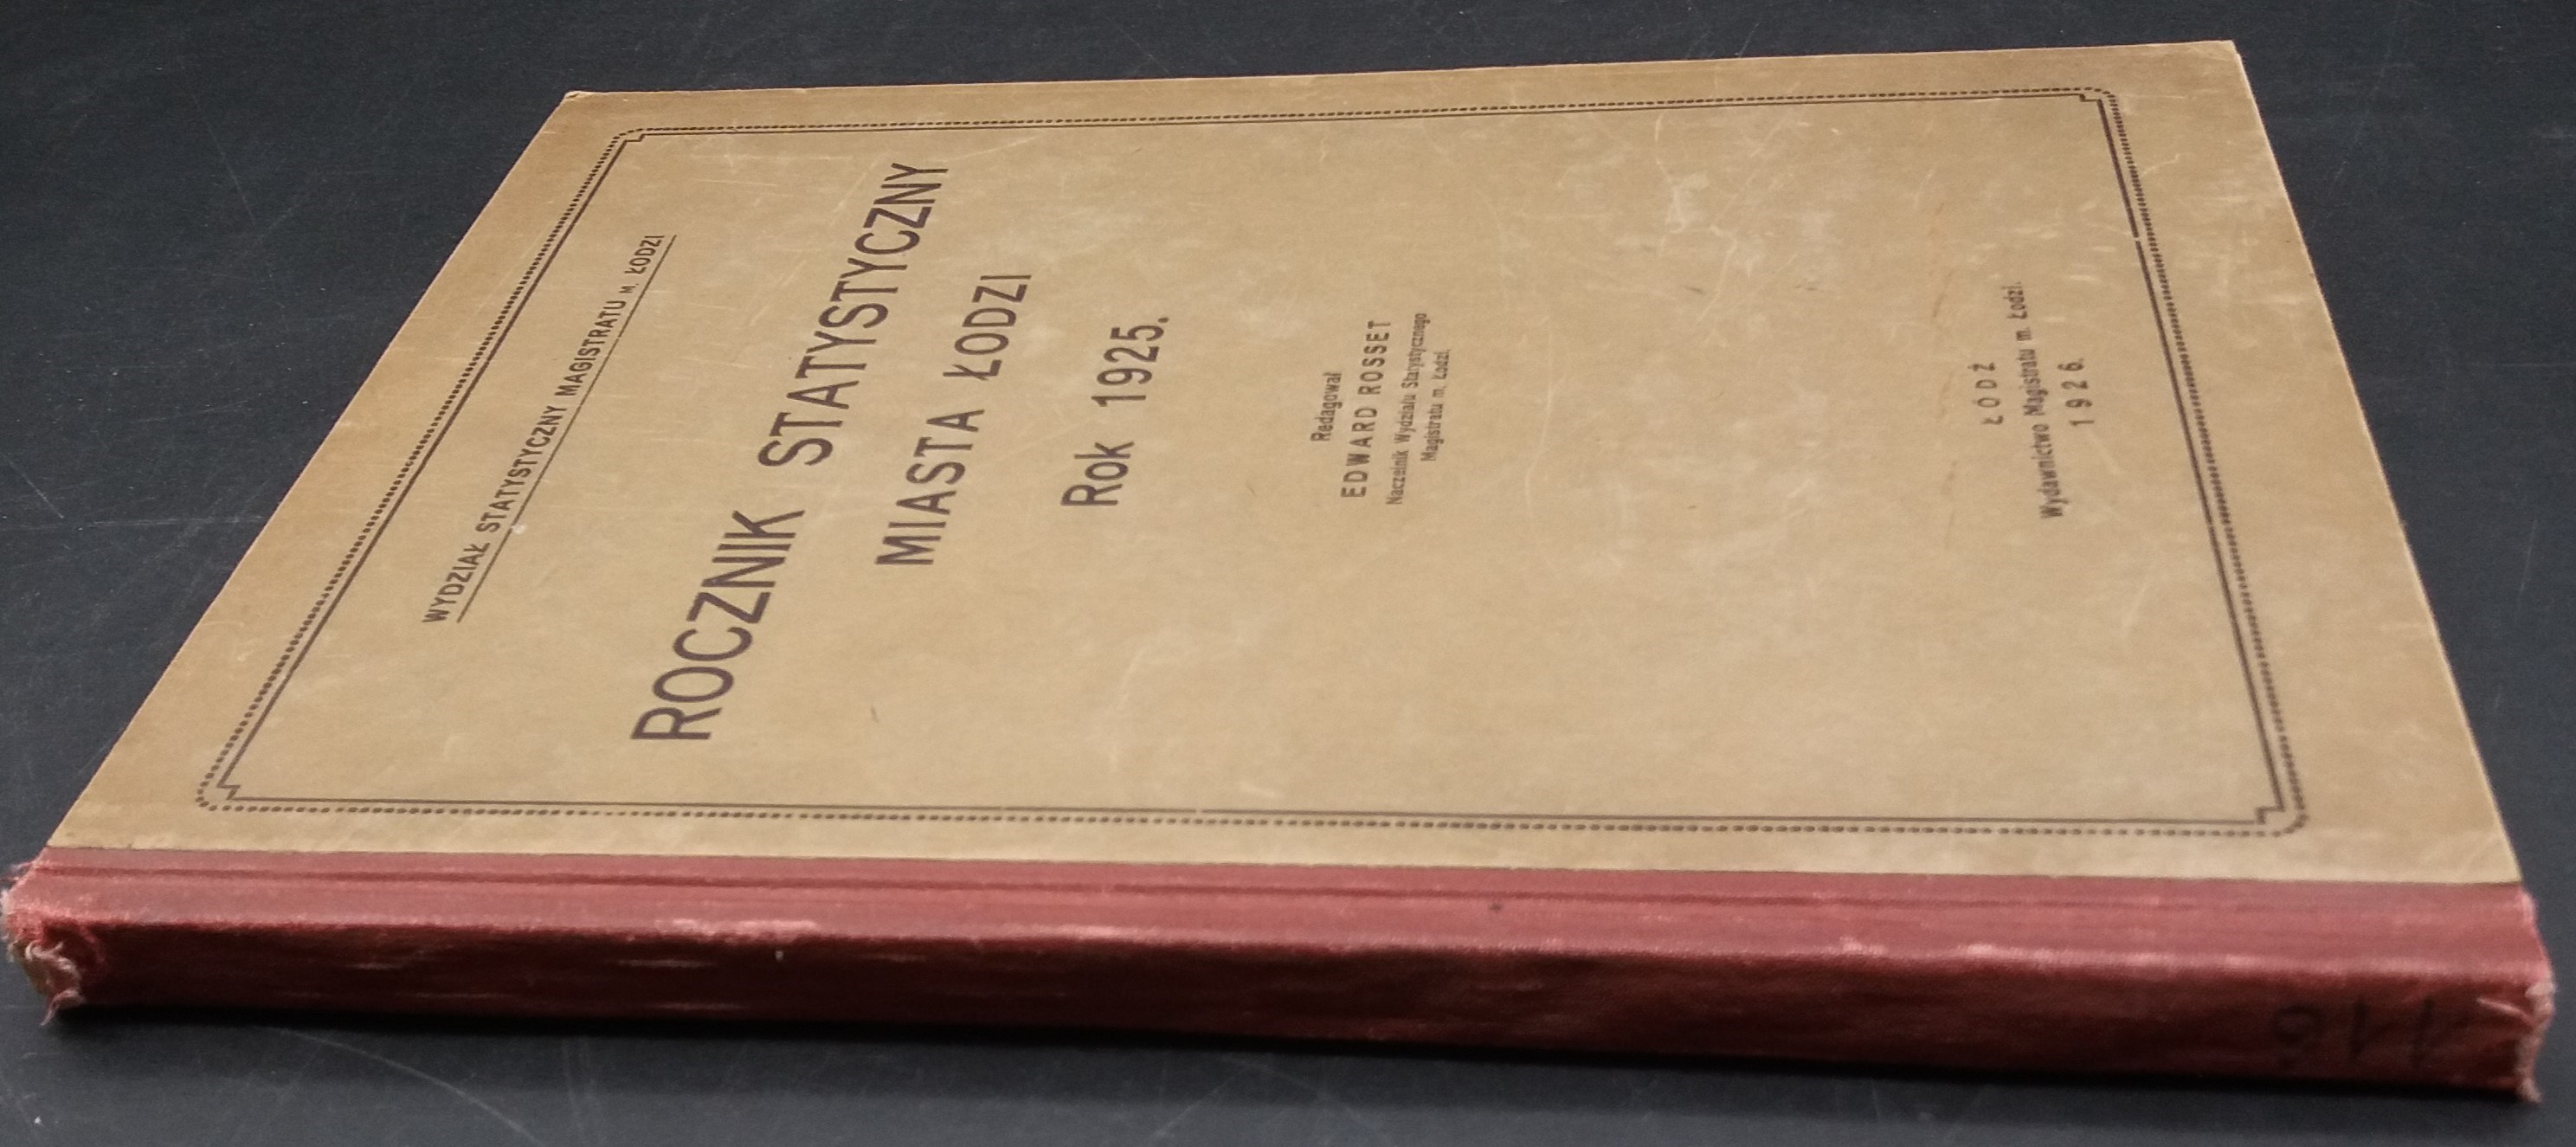 WYDZIAŁ STATYSTYCZNY MAGISTRATU M. ŁODZI
ROCZNIK STATYSTYCZNY
MIASTA ŁODZI
Rok 1925.
Redagował
EDWARD ROSSET
Naczelnik Wydziału Statystycznego
Magistratu m. Łodzi.
ŁÓDŹ
Wydawnictwo Magistratu m. Łodzi.
1926.